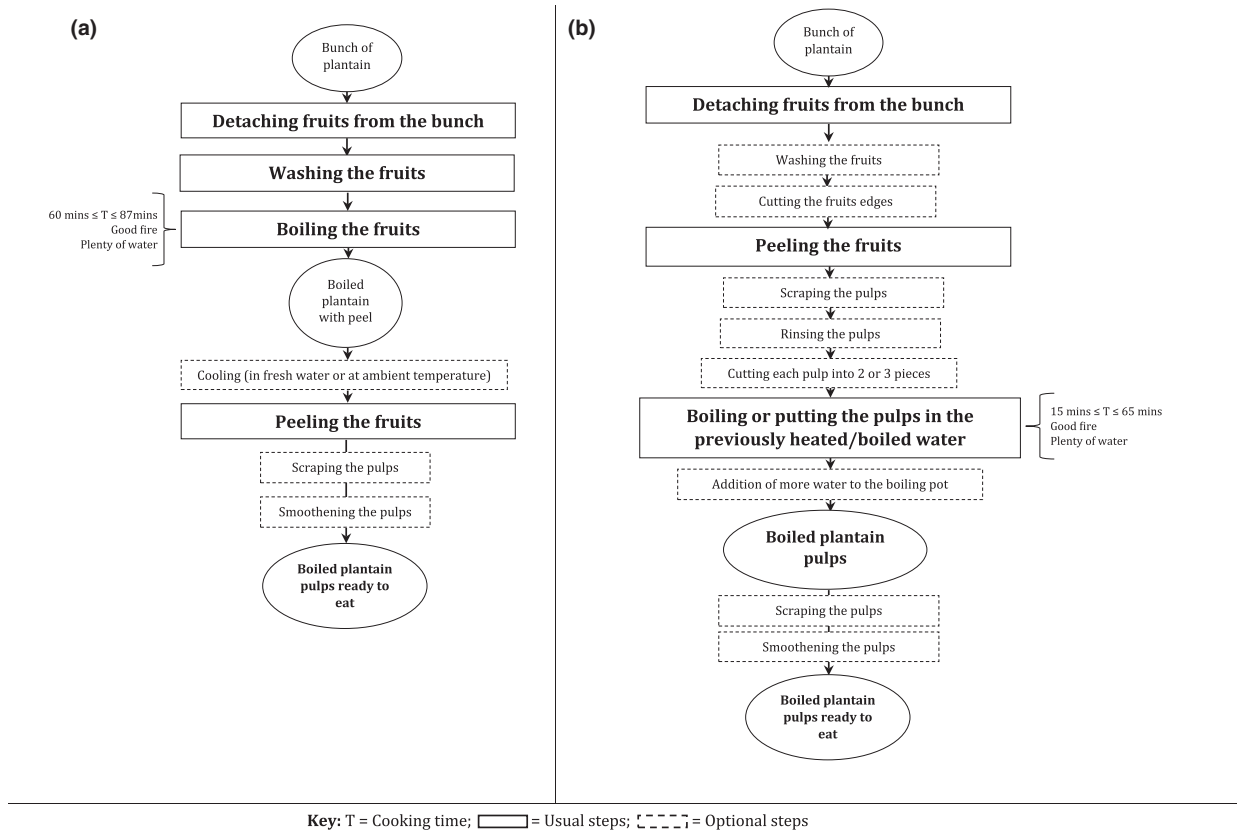 (a)
Bunch of
plantain
Detaching fruits from the bunch
Washing the fruits
60 mins ≤ T ≤ 87mins
Good fire
Plenty of water
Boiling the fruits
Boiled
plantain
with peel
Cooling (in fresh water or at ambient temperature)
Peeling the fruits
Scraping the pulps
Smoothening the pulps
Boiled plantain
pulps ready to
eat
(b)
Bunch of
plantain
Detaching fruits from the bunch
Washing the fruits
Cutting the fruits edges
Peeling the fruits
Scraping the pulps
Rinsing the pulps
Cutting each pulp into 2 or 3 pieces
Boiling or putting the pulps in the
previously heated/boiled water
15 mins ≤ T ≤ 65 mins
Good fire
Plenty of water
Addition of more water to the boiling pot
Boiled plantain
pulps
Scraping the pulps
Smoothening the pulps
Boiled plantain
pulps ready to
eat
Key: T = Cooking time; = Usual steps; = Optional steps